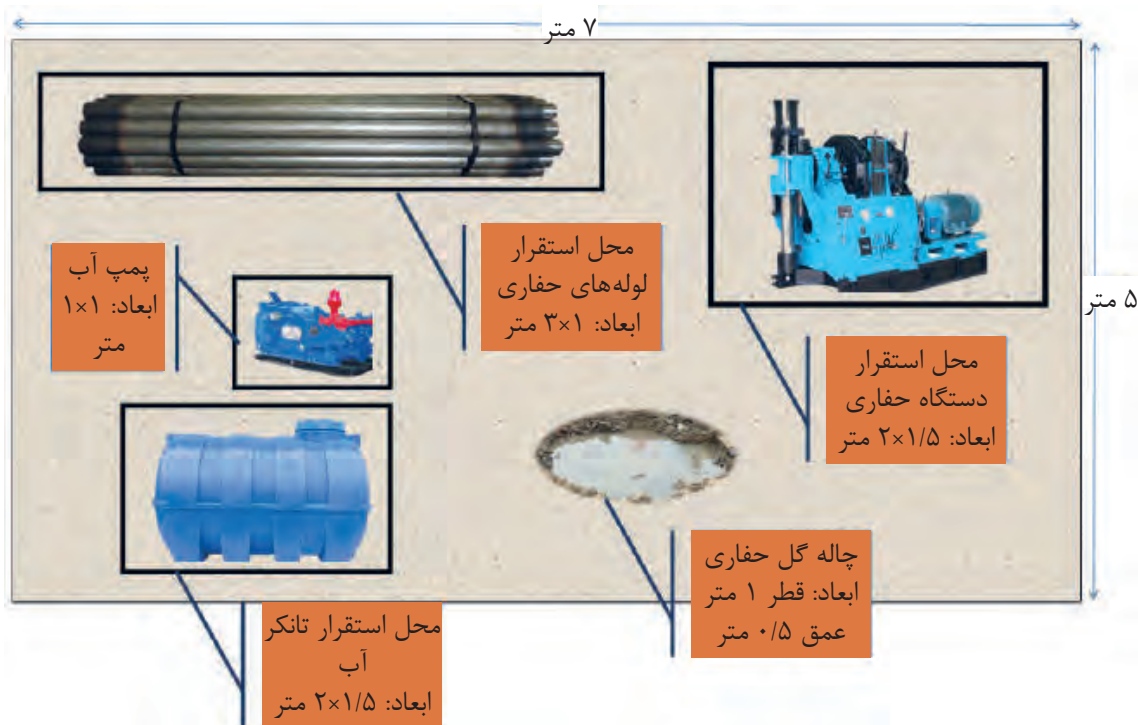 ۷ متر
۵ متر
محل استقرار
دستگاه حفاری
ابعاد: ۲×۱/۵ متر
محل استقرار
لوله‌های حفاری
ابعاد: ۳×۱ متر
پمپ آب
ابعاد: ۱×۱
متر
چاله گل حفاری
ابعاد: قطر ۱ متر
عمق ۰/۵ متر
محل استقرار تانکر
آب
ابعاد: ۲×۱/۵ متر